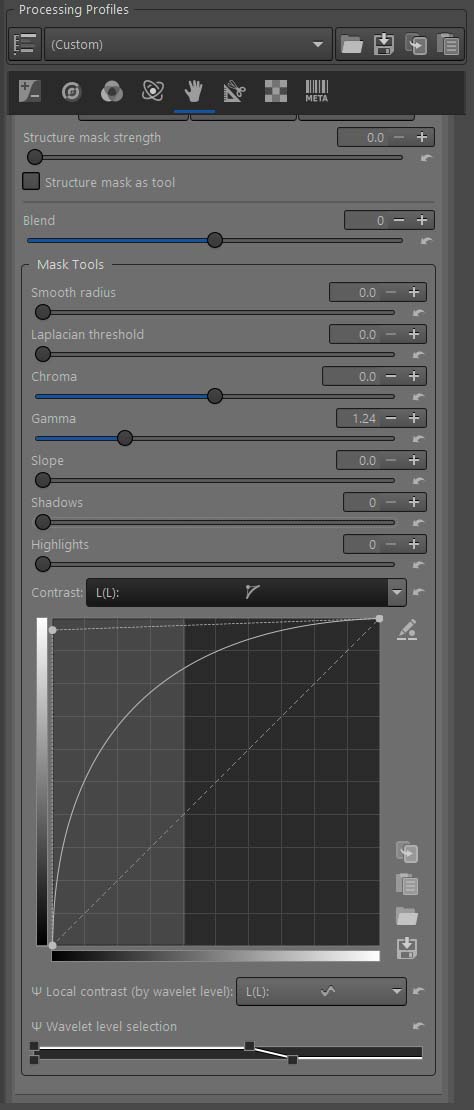 Processing Profiles
(Custom)
META
Structure mask strength 0.0
Structure mask as tool
Blend 0
Mask Tools
Smooth radius 0.0
Laplacian threshold 0.0
Chroma 0.0
Gamma 1.24
Slope 0.0
Shadows 0
Highlights 0
Contrast: L(L):
Ψ Local contrast (by wavelet level): L(L):
Ψ Wavelet level selection